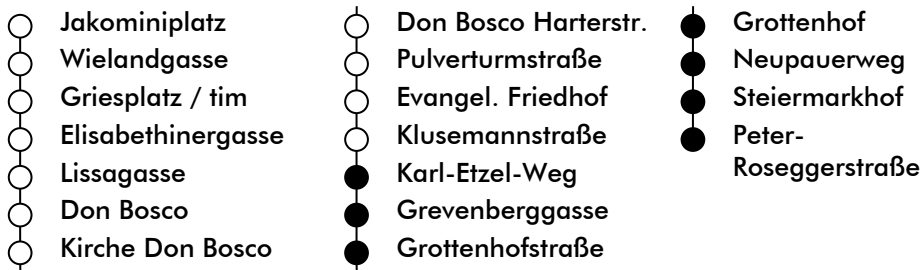 Jakominiplatz
Wielandgasse
Griesplatz / tim
Elisabethinergasse
Lissagasse
Don Bosco
Kirche Don Bosco
Don Bosco Harterstr.
Pulverturmstraße
Evangel. Friedhof
Klusemannstraße
Karl-Etzel-Weg
Grevenberggasse
Grottenhofstraße
Grottenhof
Neupauerweg
Steiermarkhof
Peter-
Roseggerstraße